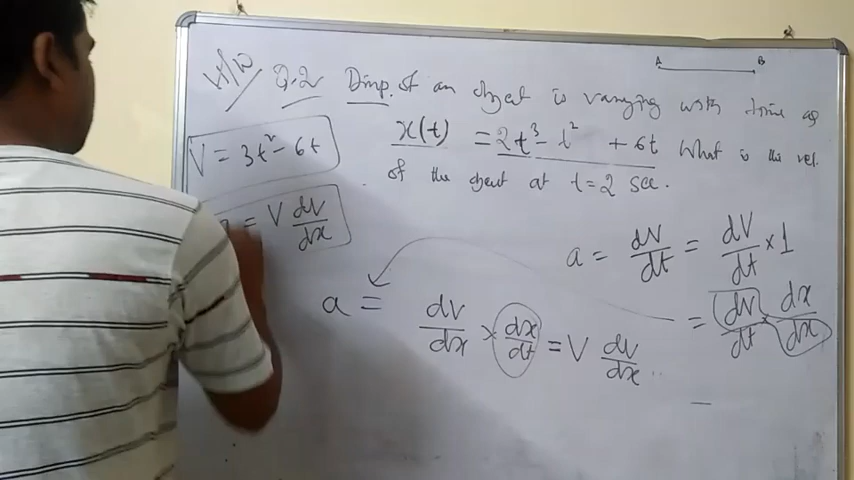 A B
H/W Q.2 Disp. of an object is varying with time as
x(t) = 2t³ - t² + 6t What is the vel.
of the object at t = 2 sec.
V = 3t² - 6t
= V dV/dx
a = dV/dt = dV/dt × 1
= dV/dt × dx/dx
a = dV/dx × dx/dt = V dV/dx